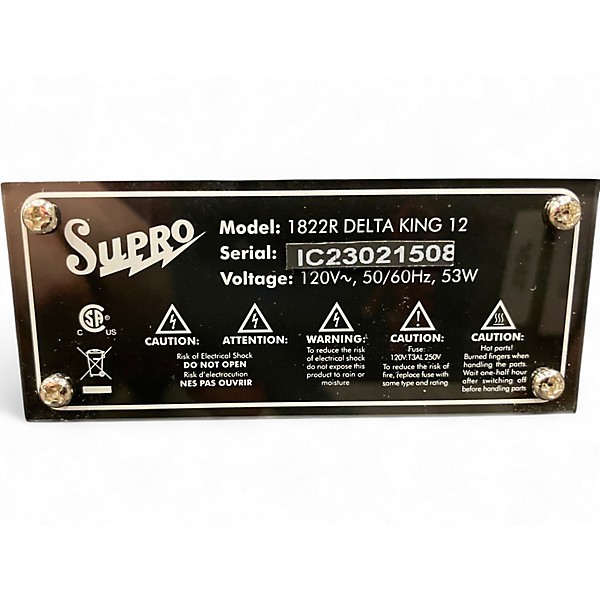 SUPRO
Model: 1822R DELTA KING 12
Serial: IC23021508
Voltage: 120V~, 50/60Hz, 53W
C SA ® US
CAUTION: ATTENTION:
Risk of Electrical Shock
DO NOT OPEN
Risk d'electrocution
NES PAS OUVRIR
WARNING:
To reduce the risk
of electric shock
do not expose this
product to rain or
moisture
CAUTION:
Fuse:
120V:T3AL 250V
To reduce the risk of
fire, replace fuse with
same type and rating
CAUTION:
Hot parts!
Burned fingers when
handling the parts.
Wait one-half hour
after switching off
before handling parts